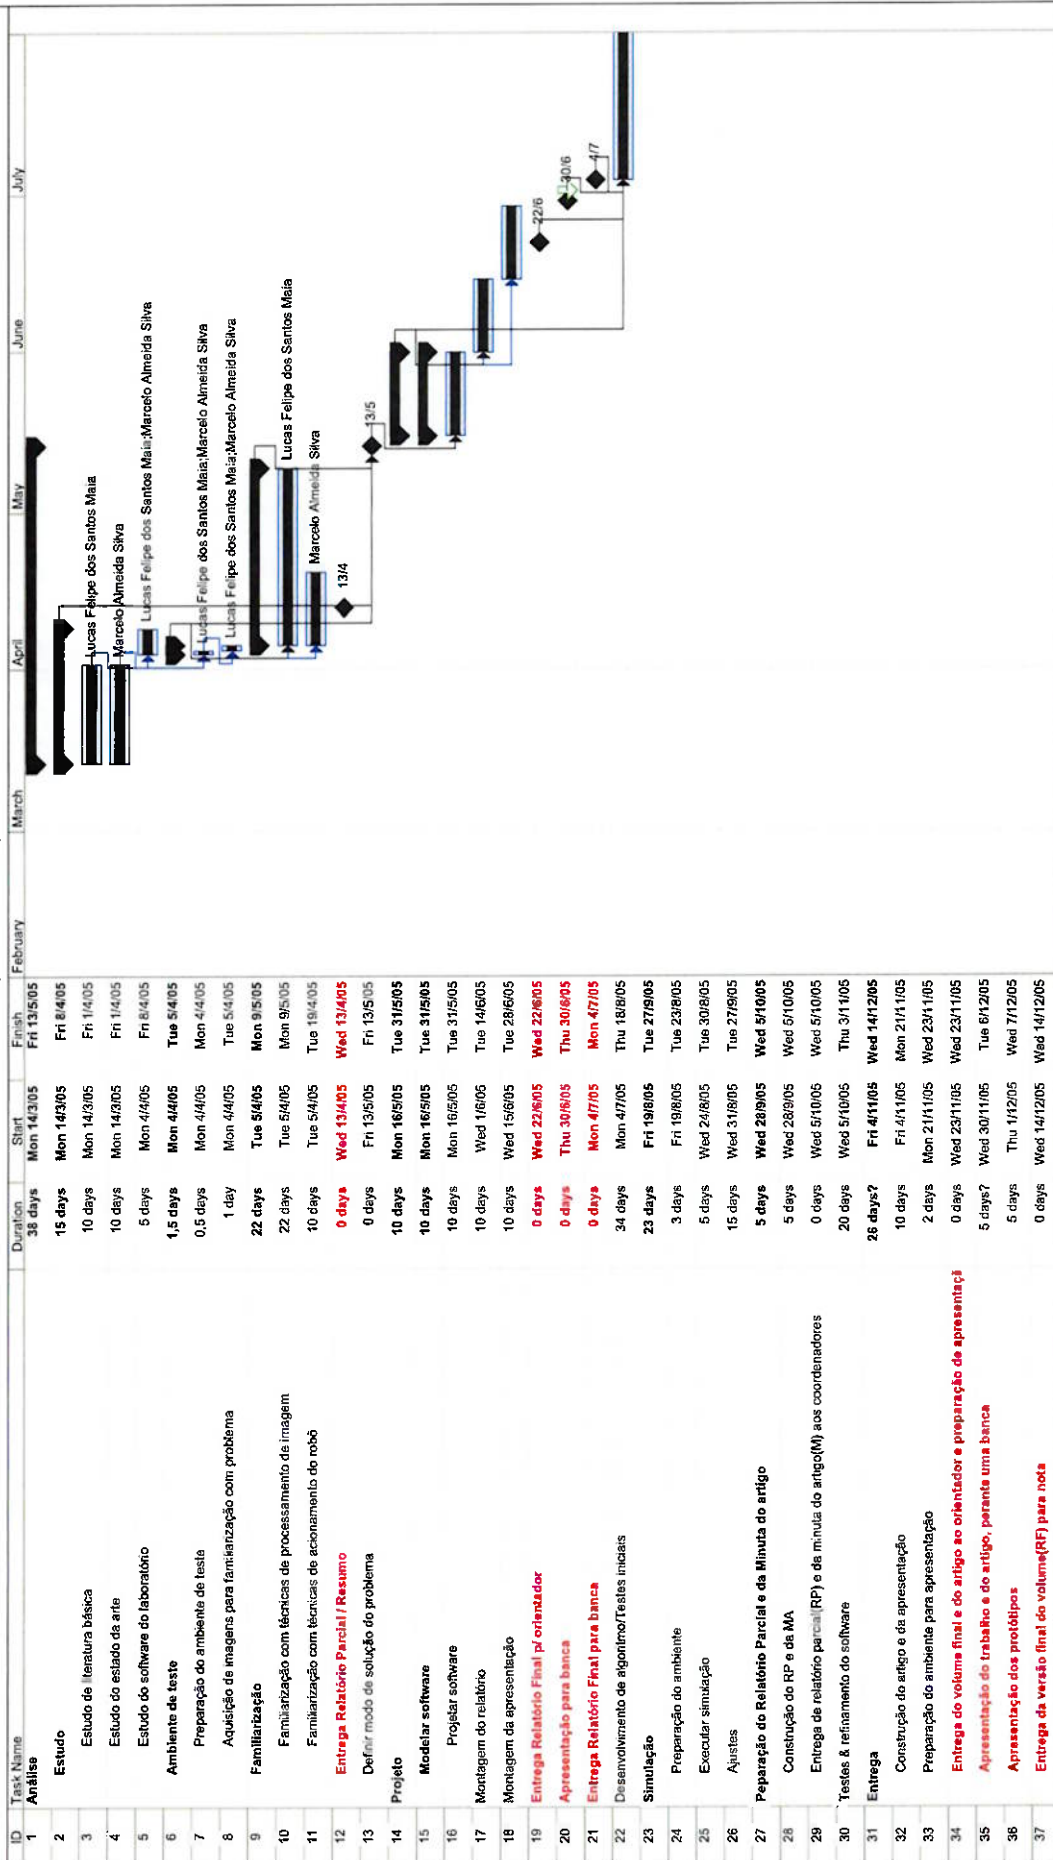 ID Task Name Duration Start Finish February March April May June July
1 Análise 38 days Mon 14/3/05 Fri 13/5/05
2 Estudo 15 days Mon 14/3/05 Fri 8/4/05
3 Estudo de literatura básica 10 days Mon 14/3/05 Fri 1/4/05 Lucas Felipe dos Santos Maia
4 Estudo do estado da arte 10 days Mon 14/3/05 Fri 1/4/05 Marcelo Almeida Silva
5 Estudo do software do laboratório 5 days Mon 4/4/05 Fri 8/4/05 Lucas Felipe dos Santos Maia;Marcelo Almeida Silva
6 Ambiente de teste 1,5 days Mon 4/4/05 Tue 5/4/05
7 Preparação do ambiente de teste 0,5 days Mon 4/4/05 Mon 4/4/05 Lucas Felipe dos Santos Maia;Marcelo Almeida Silva
8 Aquisição de imagens para familiarização com problema 1 day Mon 4/4/05 Tue 5/4/05 Lucas Felipe dos Santos Maia;Marcelo Almeida Silva
9 Familiarização 22 days Tue 5/4/05 Mon 9/5/05
10 Familiarização com técnicas de processamento de imagem 22 days Tue 5/4/05 Mon 9/5/05 Lucas Felipe dos Santos Maia
11 Familiarização com técnicas de acionamento do robô 10 days Tue 5/4/05 Tue 19/4/05 Marcelo Almeida Silva
12 Entrega Relatório Parcial / Resumo 0 days Wed 13/4/05 Wed 13/4/05 13/4
13 Definir modo de solução do problema 0 days Fri 13/5/05 Fri 13/5/05 13/5
14 Projeto 10 days Mon 16/5/05 Tue 31/5/05
15 Modelar software 10 days Mon 16/5/05 Tue 31/5/05
16 Projetar software 10 days Mon 16/5/05 Tue 31/5/05
17 Montagem do relatório 10 days Wed 1/6/05 Tue 14/6/05
18 Montagem da apresentação 10 days Wed 15/6/05 Tue 28/6/05
19 Entrega Relatório Final p/ orientador 0 days Wed 22/6/05 Wed 22/6/05 22/6
20 Apresentação para banca 0 days Thu 30/6/05 Thu 30/6/05 30/6
21 Entrega Relatório Final para banca 0 days Mon 4/7/05 Mon 4/7/05 4/7
22 Desenvolvimento de algoritmo/Testes iniciais 34 days Mon 4/7/05 Thu 18/8/05
23 Simulação 23 days Fri 19/8/05 Tue 27/9/05
24 Preparação do ambiente 3 days Fri 19/8/05 Tue 23/8/05
25 Executar simulação 5 days Wed 24/8/05 Tue 30/8/05
26 Ajustes 15 days Wed 31/8/05 Tue 27/9/05
27 Peparação do Relatório Parcial e da Minuta do artigo 5 days Wed 28/9/05 Wed 5/10/05
28 Construção do RP e da MA 5 days Wed 28/9/05 Wed 5/10/05
29 Entrega de relatório parcial(RP) e da minuta do artigo(M) aos coordenadores 0 days Wed 5/10/05 Wed 5/10/05
30 Testes & refinamento do software 20 days Wed 5/10/05 Thu 3/11/05
31 Entrega 26 days? Fri 4/11/05 Wed 14/12/05
32 Construção do artigo e da apresentação 10 days Fri 4/11/05 Mon 21/11/05
33 Preparação do ambiente para apresentação 2 days Mon 21/11/05 Wed 23/11/05
34 Entrega do volume final e do artigo ao orientador e preparação de apresentaçã 0 days Wed 23/11/05 Wed 23/11/05
35 Apresentação do trabalho e do artigo, perante uma banca 5 days? Wed 30/11/05 Tue 6/12/05
36 Apresentação dos protótipos 5 days Thu 1/12/05 Wed 7/12/05
37 Entrega da versão final do volume(RF) para nota 0 days Wed 14/12/05 Wed 14/12/05